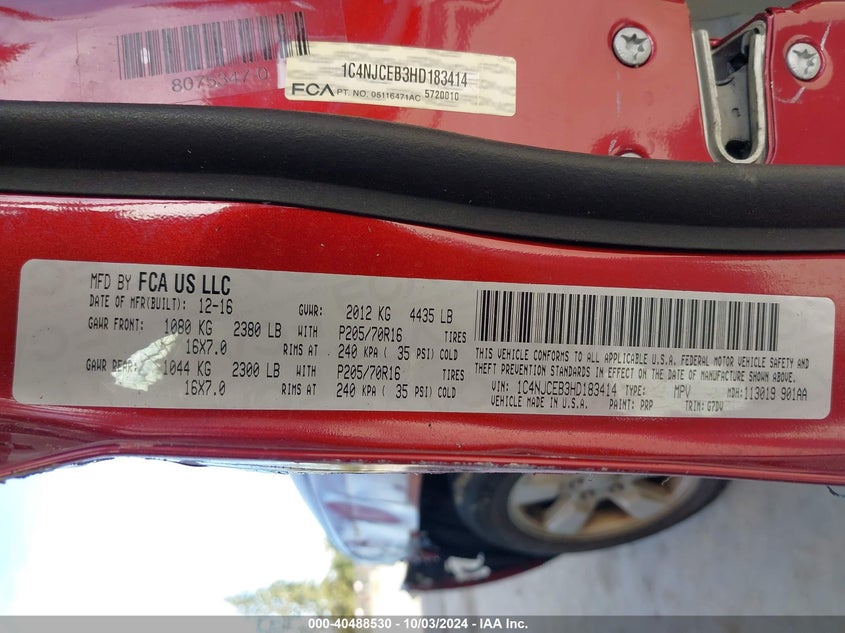 1C4NJCEB3HD183414
8075347 0
FCA PT. NO. 05116471AC 5720010
MFD BY FCA US LLC
DATE OF MFR(BUILT): 12-16 GVWR: 2012 KG 4435 LB
GAWR FRONT: 1080 KG 2380 LB WITH P205/70R16 TIRES
16X7.0 RIMS AT 240 KPA ( 35 PSI) COLD
GAWR REAR: 1044 KG 2300 LB WITH P205/70R16 TIRES
16X7.0 RIMS AT 240 KPA ( 35 PSI) COLD
THIS VEHICLE CONFORMS TO ALL APPLICABLE U.S.A. FEDERAL MOTOR VEHICLE SAFETY AND
THEFT PREVENTION STANDARDS IN EFFECT ON THE DATE OF MANUFACTURE SHOWN ABOVE.
VIN: 1C4NJCEB3HD183414 TYPE: MPV MDH:113019 901AA
VEHICLE MADE IN U.S.A. PAINT: PRP TRIM: G7DV
000-40488530 - 10/03/2024 - IAA Inc.